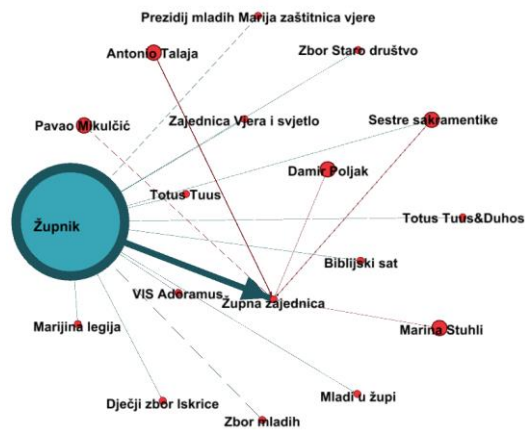 Prezidij mladih Marija zaštitnica vjere
Antonio Talaja
Zbor Staro društvo
Pavao Mikulčić
Zajednica Vjera i svjetlo
Sestre sakramentike
Damir Poljak
Totus Tuus
Župnik
Totus Tuus&Duhos
Biblijski sat
VIS Adoramus
Župna zajednica
Marijina legija
Marina Stuhli
Dječji zbor Iskrice
Mladi u župi
Zbor mladih